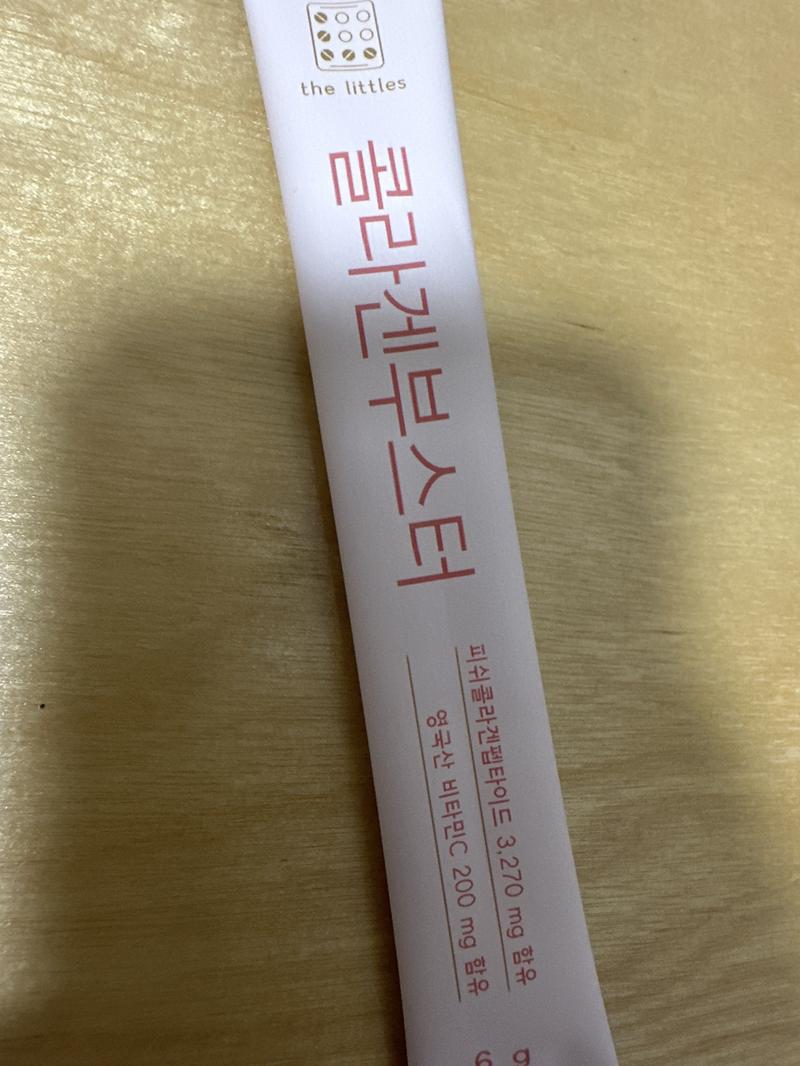 the littles
콜라겐부스터
피쉬콜라겐펩타이드 3,270 mg 함유
영국산 비타민C 200 mg 함유